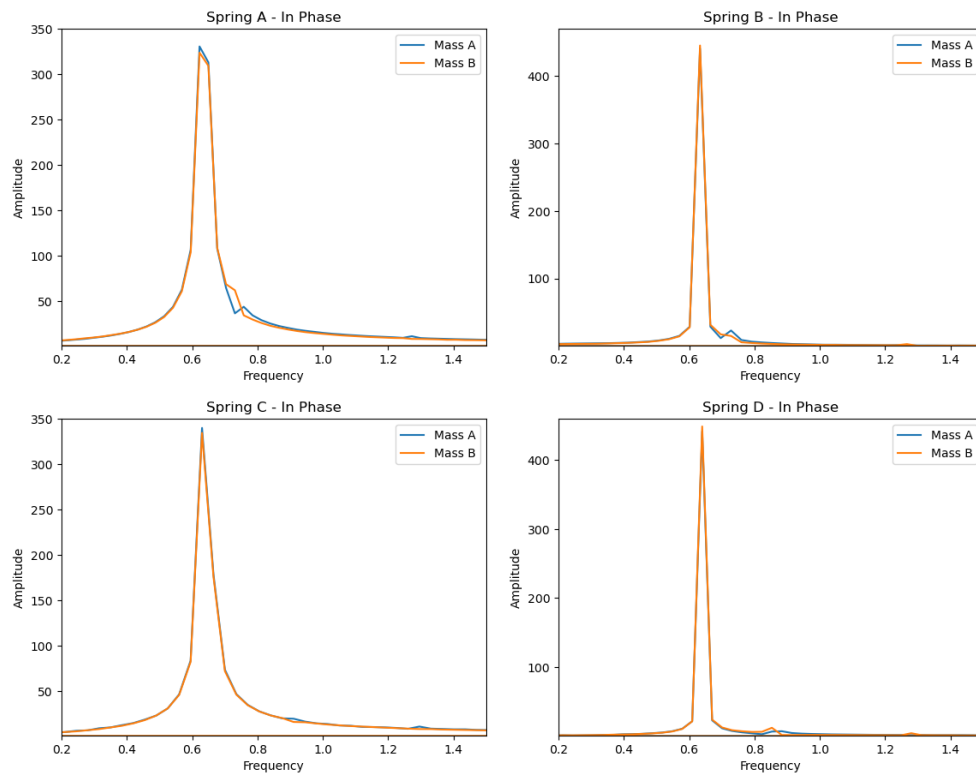 Spring A - In Phase
350
300
250
200
150
100
50
Amplitude
0.2 0.4 0.6 0.8 1.0 1.2 1.4
Frequency
Mass A
Mass B
Spring B - In Phase
400
300
200
100
Amplitude
0.2 0.4 0.6 0.8 1.0 1.2 1.4
Frequency
Mass A
Mass B
Spring C - In Phase
350
300
250
200
150
100
50
Amplitude
0.2 0.4 0.6 0.8 1.0 1.2 1.4
Frequency
Mass A
Mass B
Spring D - In Phase
400
300
200
100
Amplitude
0.2 0.4 0.6 0.8 1.0 1.2 1.4
Frequency
Mass A
Mass B